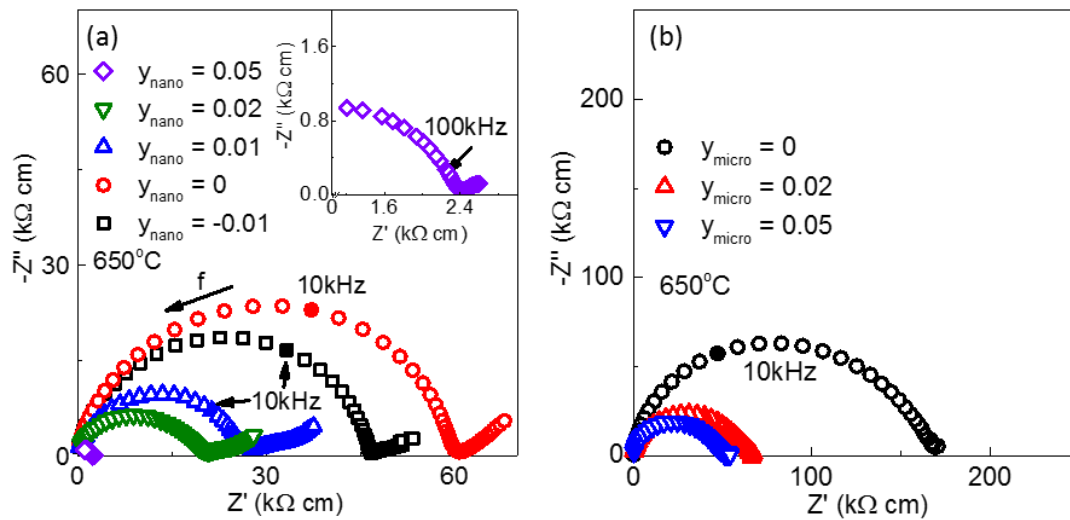 (a)
y_nano = 0.05
y_nano = 0.02
y_nano = 0.01
y_nano = 0
y_nano = -0.01
650°C
f
10kHz
10kHz
-Z'' (kΩ cm)
60
30
0
0
30
60
Z' (kΩ cm)
-Z'' (kΩ cm)
1.6
0.8
0.0
100kHz
0
1.6
2.4
Z' (kΩ cm)
(b)
y_micro = 0
y_micro = 0.02
y_micro = 0.05
650°C
10kHz
-Z'' (kΩ cm)
200
100
0
0
100
200
Z' (kΩ cm)